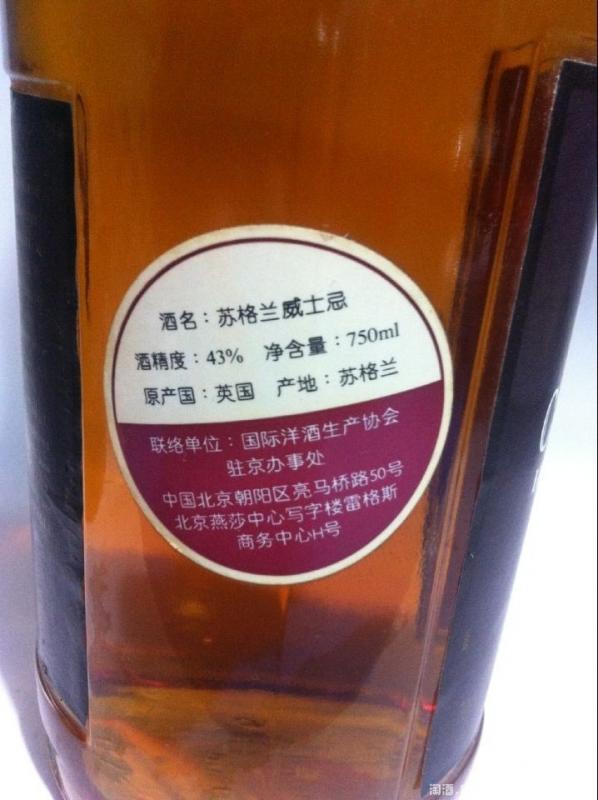 酒名：苏格兰威士忌
酒精度：43% 净含量：750ml
原产国：英国 产地：苏格兰
联络单位：国际洋酒生产协会
驻京办事处
中国北京朝阳区亮马桥路50号
北京燕莎中心写字楼雷格斯
商务中心H号
淘酒